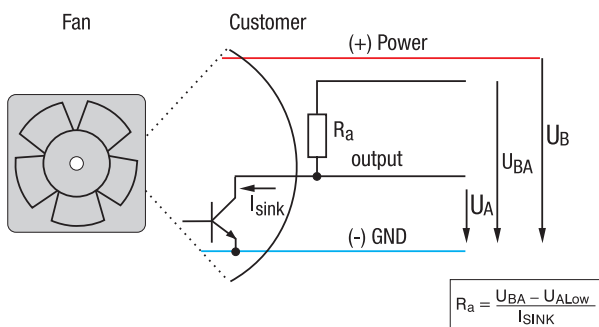 Fan
Customer
(+) Power
Ra
output
Isink
UA
UBA
UB
(-) GND
Ra = UBA – UALow / ISINK